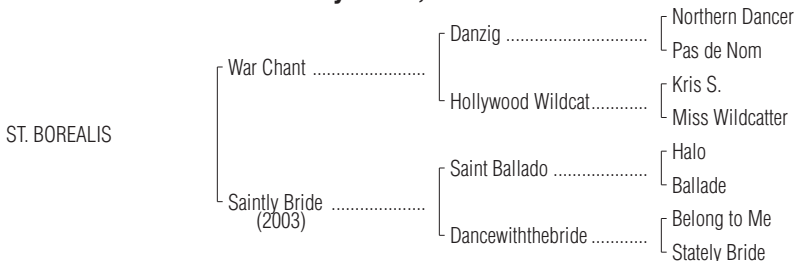 Northern Dancer
Danzig ..............................
Pas de Nom
War Chant ........................
Kris S.
Hollywood Wildcat............
Miss Wildcatter
ST. BOREALIS
Halo
Saint Ballado ....................
Ballade
Saintly Bride ....................
(2003)
Belong to Me
Dancewiththebride ............
Stately Bride